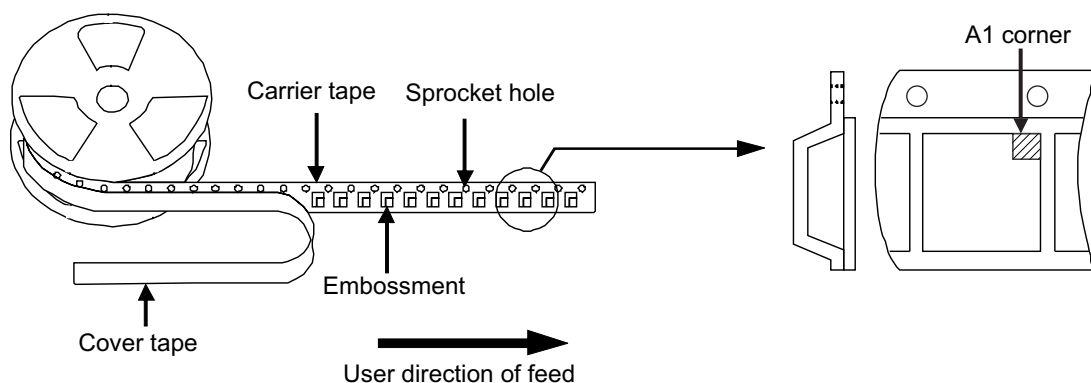 A1 corner
Carrier tape
Sprocket hole
Embossment
Cover tape
User direction of feed